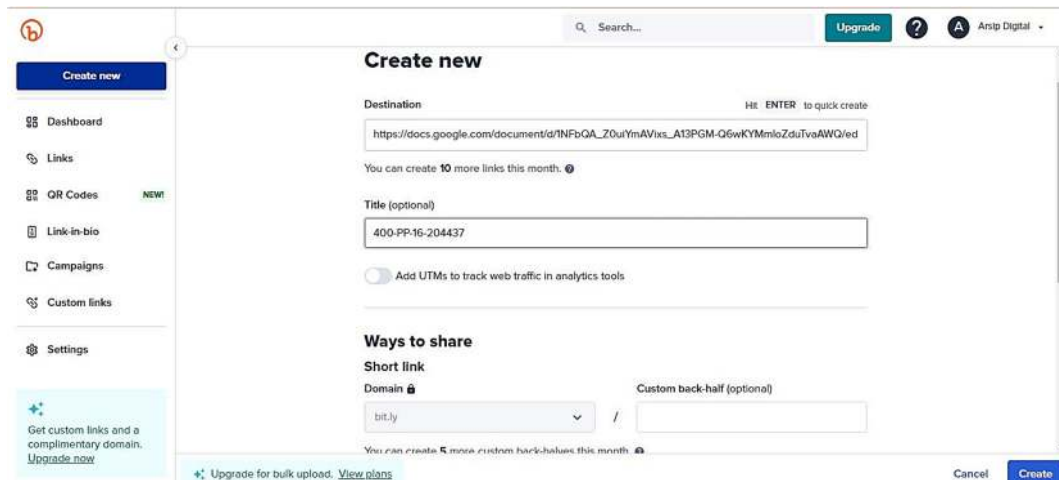 b
Search...
Upgrade
?
A Arsip Digital
Create new
Dashboard
Links
QR Codes NEW!
Link-in-bio
Campaigns
Custom links
Settings
Get custom links and a
complimentary domain.
Upgrade now
Create new
Destination Hit ENTER to quick create
https://docs.google.com/document/d/1NFbQA_Z0uiYmAVixs_A13PGM-Q6wKYMmloZduTvaAWQ/ed
You can create 10 more links this month. ?
Title (optional)
400-PP-16-204437
Add UTMs to track web traffic in analytics tools
Ways to share
Short link
Domain Custom back-half (optional)
bit.ly /
You can create 5 more custom back-halves this month. ?
Upgrade for bulk upload. View plans
Cancel Create